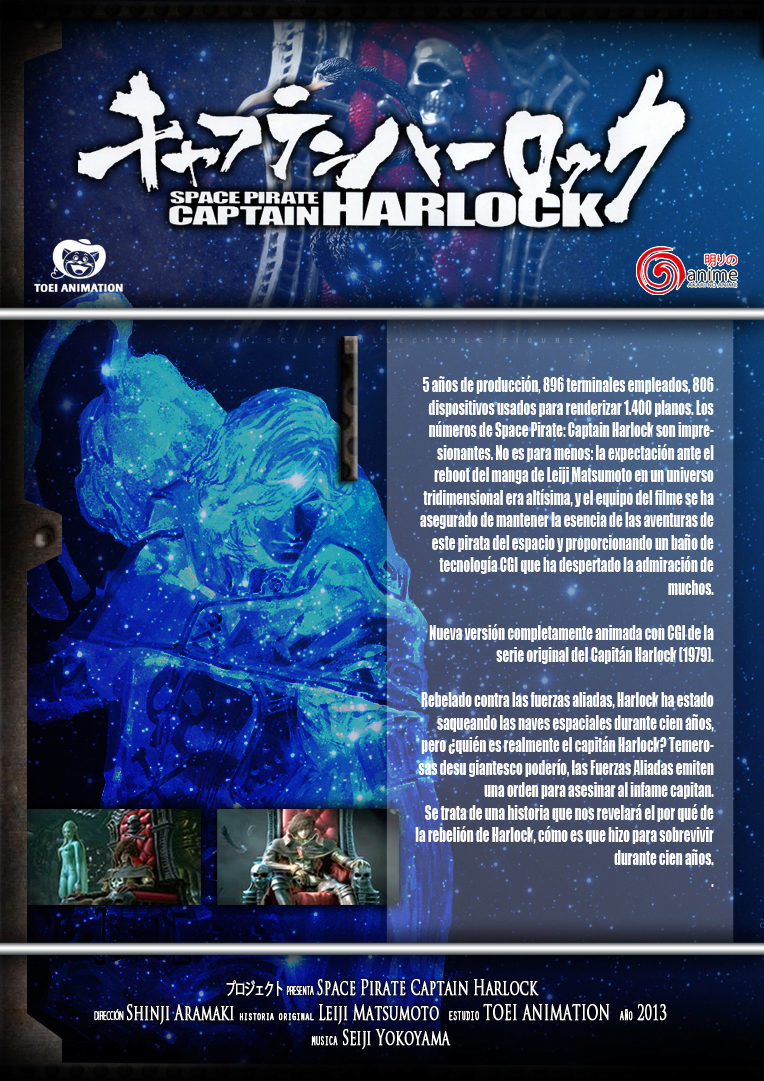 キャプテンハーロック
SPACE PIRATE
CAPTAIN HARLOCK
TOEI ANIMATION
明りの
anime
AKARI NO ANIME
SCALE COLLECTABLE FIGURE
5 años de producción, 896 terminales empleados, 806
dispositivos usados para renderizar 1.400 planos. Los
números de Space Pirate: Captain Harlock son impre-
sionantes. No es para menos: la expectación ante el
reboot del manga de Leiji Matsumoto en un universo
tridimensional era altísima, y el equipo del filme se ha
asegurado de mantener la esencia de las aventuras de
este pirata del espacio y proporcionando un baño de
tecnología CGI que ha despertado la admiración de
muchos.
Nueva versión completamente animada con CGI de la
serie original del Capitán Harlock (1979).
Rebelado contra las fuerzas aliadas, Harlock ha estado
saqueando las naves espaciales durante cien años,
pero ¿quién es realmente el capitán Harlock? Temero-
sas desu giantesco poderío, las Fuerzas Aliadas emiten
una orden para asesinar al infame capitan.
Se trata de una historia que nos revelará el por qué de
la rebelión de Harlock, cómo es que hizo para sobrevivir
durante cien años.
.
プロジェクト PRESENTA SPACE PIRATE CAPTAIN HARLOCK
DIRECCIÓN SHINJI ARAMAKI HISTORIA ORIGINAL LEIJI MATSUMOTO ESTUDIO TOEI ANIMATION AÑO 2013
MUSICA SEIJI YOKOYAMA